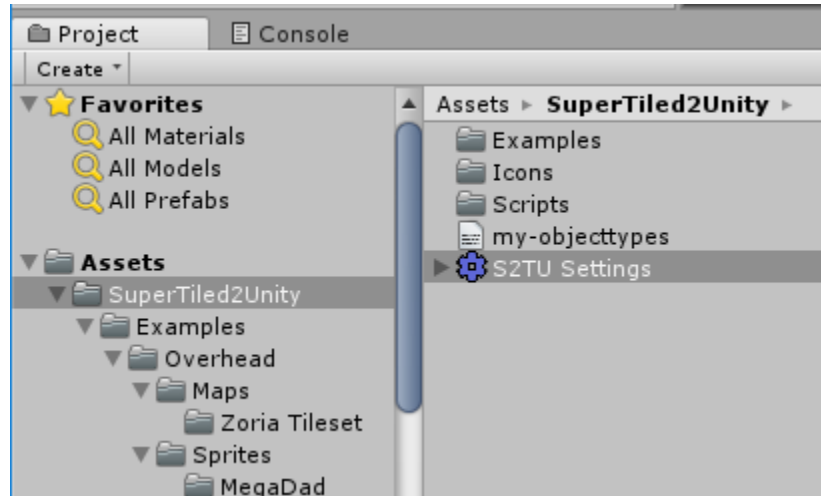 Project
Console
Create
Favorites
All Materials
All Models
All Prefabs
Assets
SuperTiled2Unity
Examples
Overhead
Maps
Zoria Tileset
Sprites
MegaDad
Assets SuperTiled2Unity
Examples
Icons
Scripts
my-objecttypes
S2TU Settings